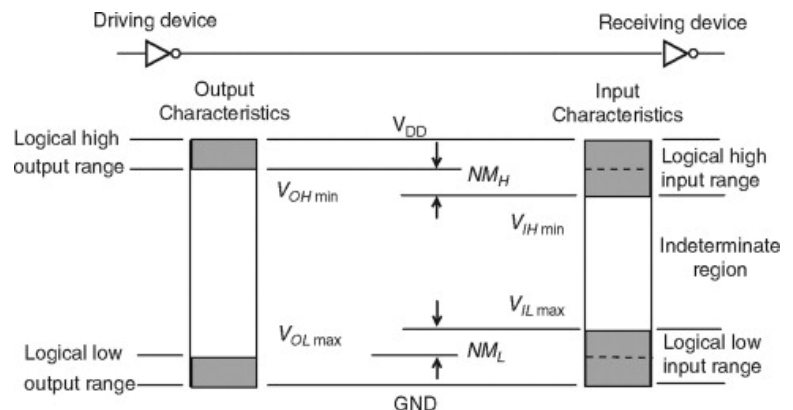 Driving device
Receiving device
Output
Characteristics
Input
Characteristics
Logical high
output range
V_DD
NM_H
V_OH min
V_IH min
Logical high
input range
Indeterminate
region
V_IL max
V_OL max
Logical low
output range
NM_L
Logical low
input range
GND